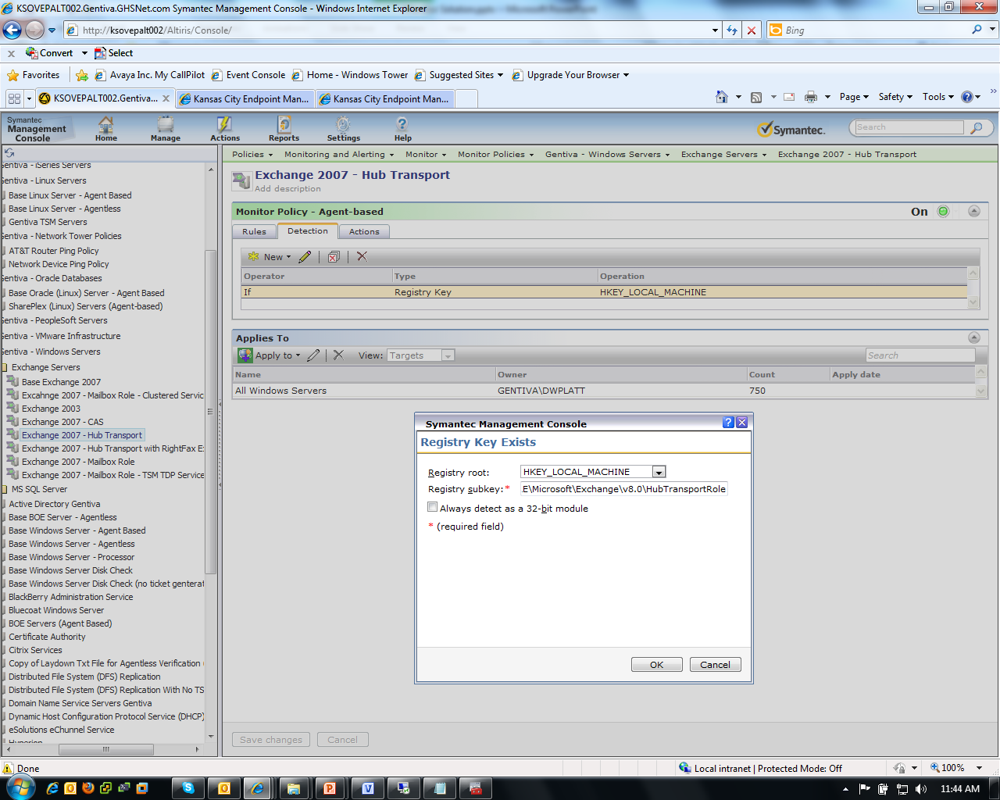 KSOVEPALT002.Gentiva.GHSNet.com Symantec Management Console - Windows Internet Explorer
http://ksovepalt002/Altiris/Console/
Bing
x Convert Select
Favorites Avaya Inc. My CallPilot Event Console Home - Windows Tower Suggested Sites Upgrade Your Browser
KSOVEPALT002.Gentiva... Kansas City Endpoint Man... Kansas City Endpoint Man... Page Safety Tools
Symantec
Management
Console
Home Manage Actions Reports Settings Help
Symantec.
Search
Policies Monitoring and Alerting Monitor Monitor Policies Gentiva - Windows Servers Exchange Servers Exchange 2007 - Hub Transport
Gentiva - iSeries Servers
Gentiva - Linux Servers
Base Linux Server - Agent Based
Base Linux Server - Agentless
Gentiva TSM Servers
Gentiva - Network Tower Policies
AT&T Router Ping Policy
Network Device Ping Policy
Gentiva - Oracle Databases
Base Oracle (Linux) Server - Agent Based
SharePlex (Linux) Servers (Agent-based)
Gentiva - PeopleSoft Servers
Gentiva - VMware Infrastructure
Gentiva - Windows Servers
Exchange Servers
Base Exchange 2007
Excahnge 2007 - Mailbox Role - Clustered Servic
Exchange 2003
Exchange 2007 - CAS
Exchange 2007 - Hub Transport
Exchange 2007 - Hub Transport with RightFax E
Exchange 2007 - Mailbox Role
Exchange 2007 - Mailbox Role - TSM TDP Service
MS SQL Server
Active Directory Gentiva
Base BOE Server - Agentless
Base Windows Server - Agent Based
Base Windows Server - Agentless
Base Windows Server - Processor
Base Windows Server Disk Check
Base Windows Server Disk Check (no ticket genterat
BlackBerry Administration Service
Bluecoat Windows Server
BOE Servers (Agent Based)
Certificate Authority
Citrix Services
Copy of Laydown Txt File for Agentless Verification (
Distributed File System (DFS) Replication
Distributed File System (DFS) Replication With No TS
Domain Name Service Servers Gentiva
Dynamic Host Configuration Protocol Service (DHCP)
eSolutions eChannel Service
Hyperion
Exchange 2007 - Hub Transport
Add description
Monitor Policy - Agent-based On
Rules Detection Actions
New
Operator Type Operation
If Registry Key HKEY_LOCAL_MACHINE
Applies To
Apply to View: Targets Search
Name Owner Count Apply date
All Windows Servers GENTIVA\DWPLATT 750
Symantec Management Console
Registry Key Exists
Registry root: HKEY_LOCAL_MACHINE
Registry subkey:* E\Microsoft\Exchange\v8.0\HubTransportRole
Always detect as a 32-bit module
* (required field)
OK Cancel
Save changes Cancel
Done Local intranet | Protected Mode: Off 100%
11:44 AM